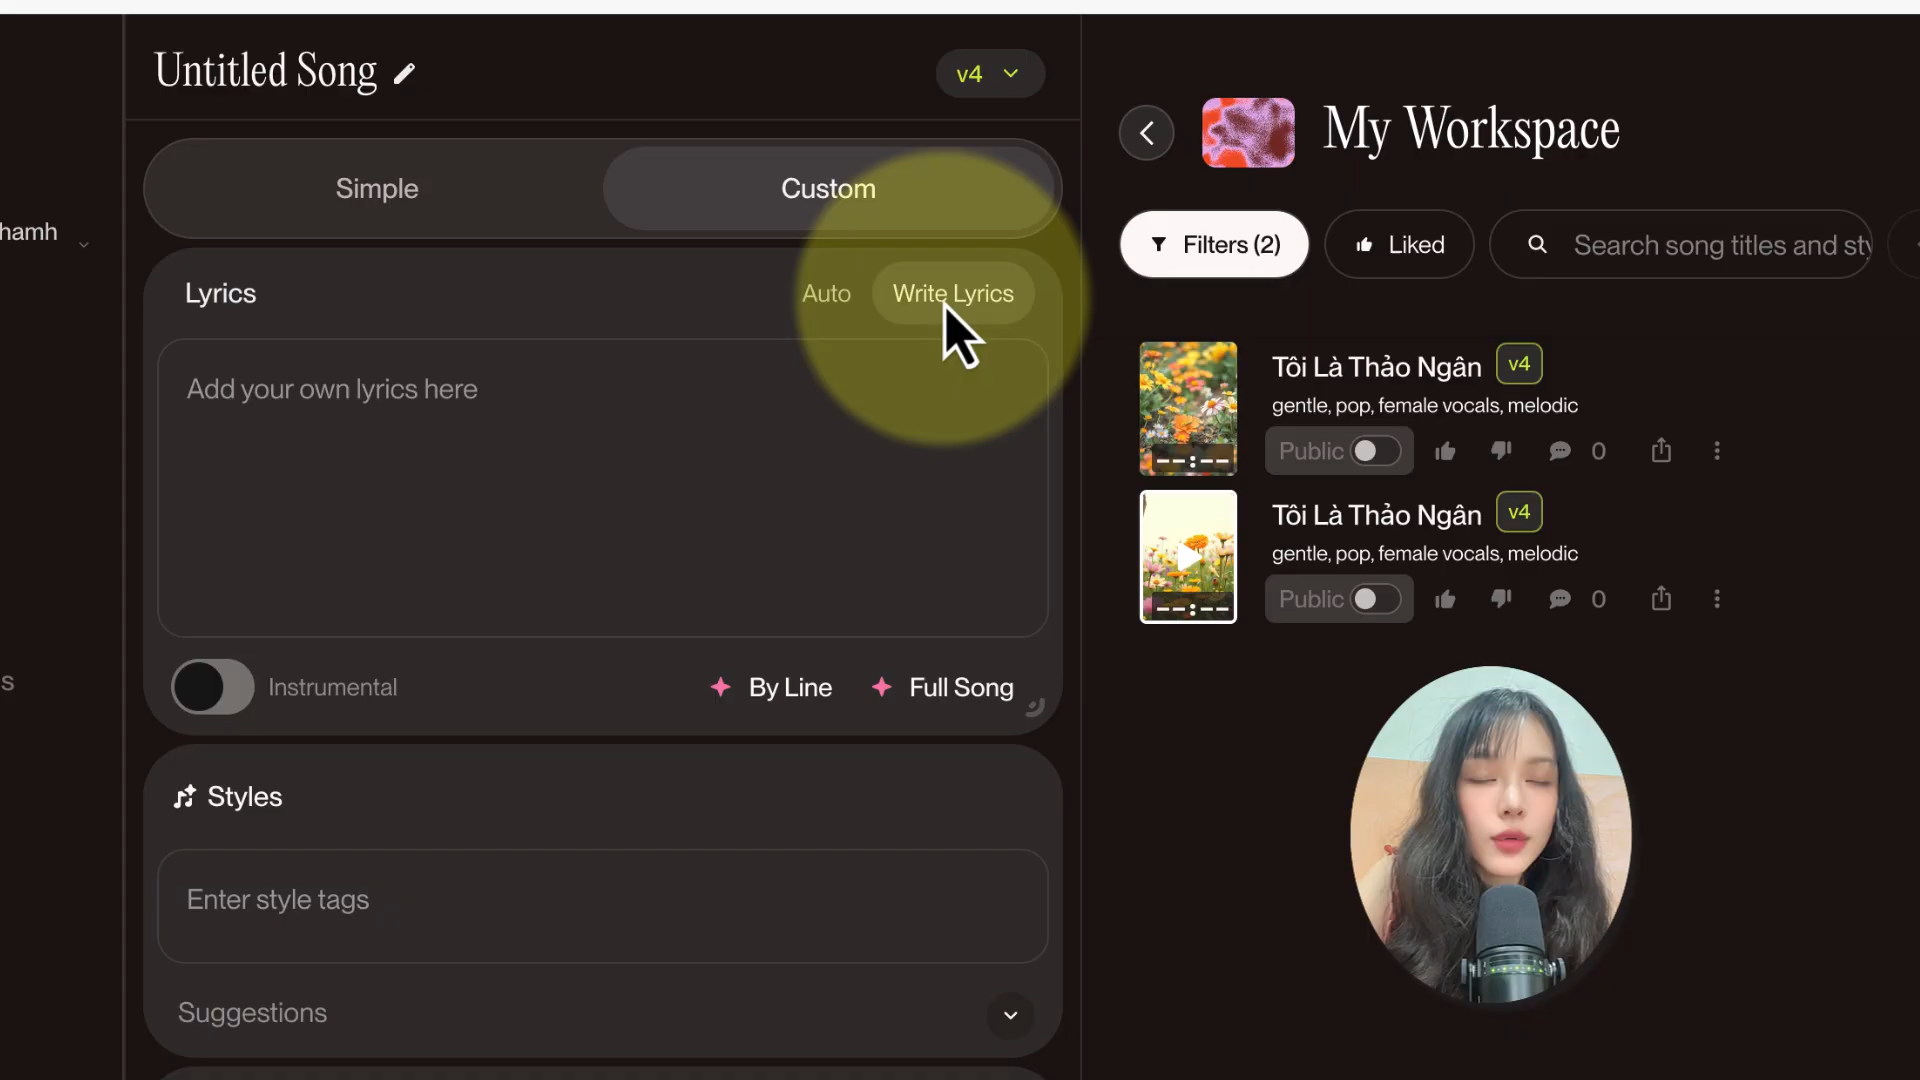 Untitled Song
v4
Simple
Custom
hamh
Lyrics
Auto
Write Lyrics
Add your own lyrics here
Instrumental
By Line
Full Song
s
Styles
Enter style tags
Suggestions
My Workspace
Filters (2)
Liked
Search song titles and sty
Tôi Là Thảo Ngân v4
gentle, pop, female vocals, melodic
Public
0
--:--
Tôi Là Thảo Ngân v4
gentle, pop, female vocals, melodic
Public
0
--:--